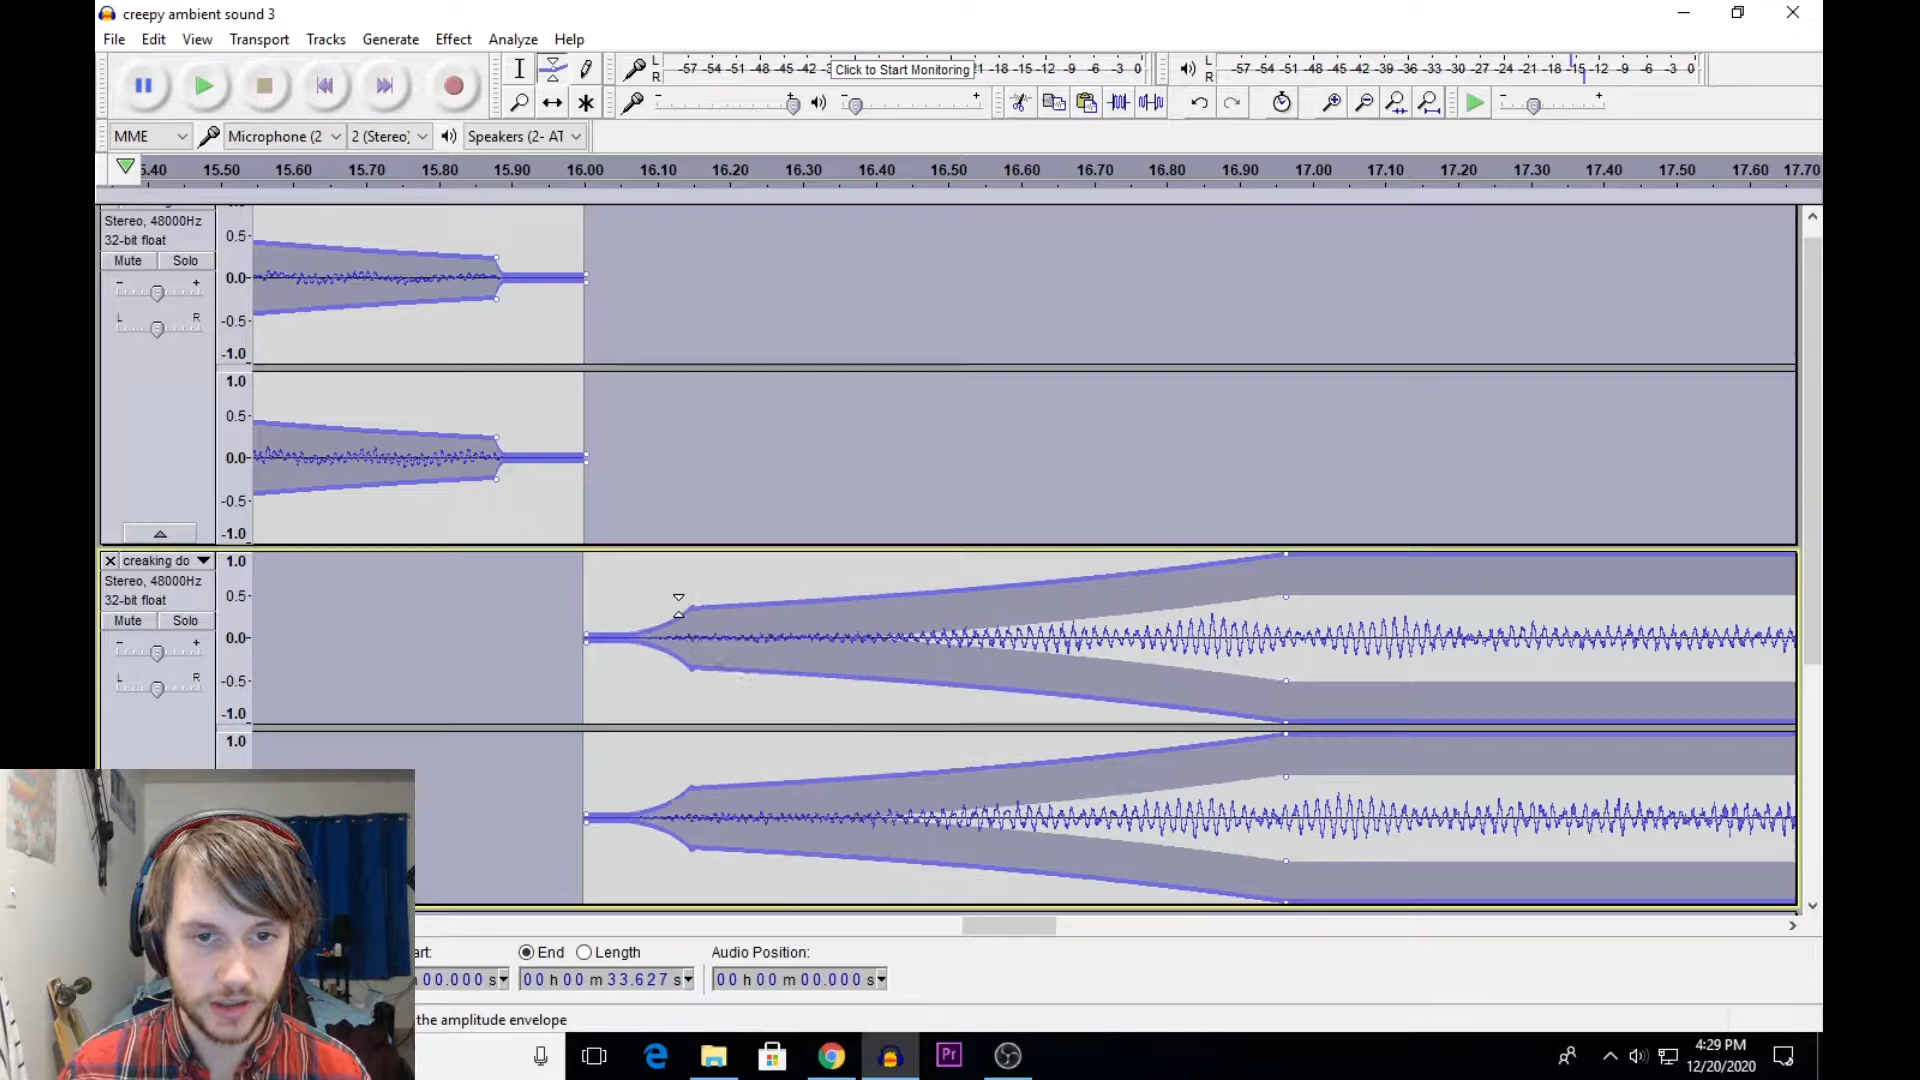 creepy ambient sound 3
File Edit View Transport Tracks Generate Effect Analyze Help
L R -57 -54 -51 -48 -45 -42 -3 Click to Start Monitoring 1 -18 -15 -12 -9 -6 -3 0
L R -57 -54 -51 -48 -45 -42 -39 -36 -33 -30 -27 -24 -21 -18 -15 -12 -9 -6 -3 0
MME Microphone (2 2 (Stereo) Speakers (2- AT
5.40 15.50 15.60 15.70 15.80 15.90 16.00 16.10 16.20 16.30 16.40 16.50 16.60 16.70 16.80 16.90 17.00 17.10 17.20 17.30 17.40 17.50 17.60 17.70
Stereo, 48000Hz
32-bit float
Mute Solo
- +
L R
0.5
0.0
-0.5
-1.0
1.0
0.5
0.0
-0.5
-1.0
X creaking do
Stereo, 48000Hz
32-bit float
Mute Solo
- +
L R
1.0
0.5
0.0
-0.5
-1.0
1.0
art: End Length Audio Position:
00.000 s 00 h 00 m 33.627 s 00 h 00 m 00.000 s
the amplitude envelope
e Pr
4:29 PM
12/20/2020